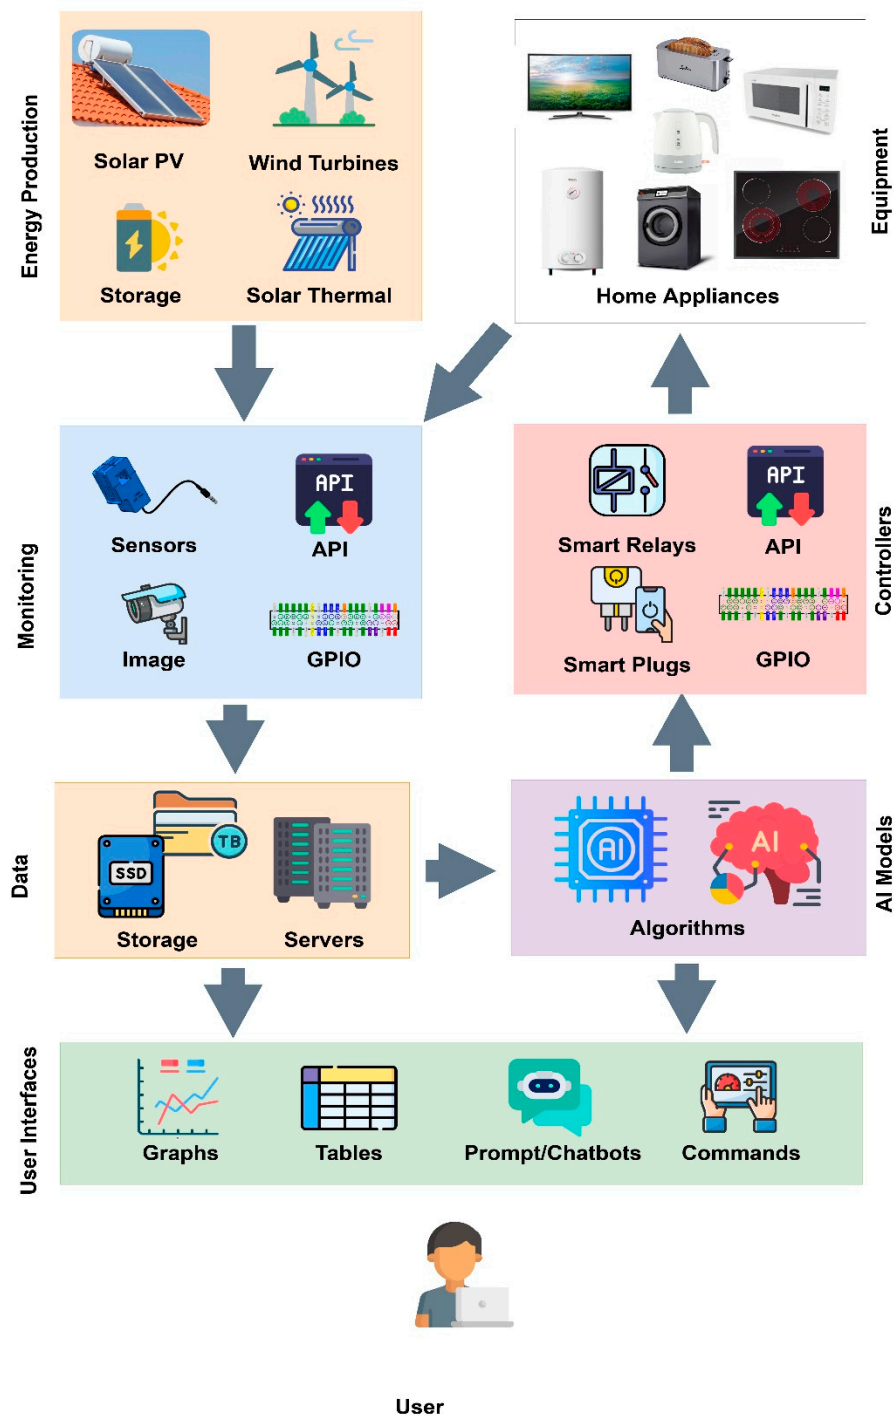 Energy Production
Solar PV
Wind Turbines
Storage
Solar Thermal
Equipment
Home Appliances
Monitoring
Sensors
API
API
Image
GPIO
Controllers
Smart Relays
API
API
Smart Plugs
GPIO
Data
SSD
TB
Storage
Servers
AI Models
AI
AI
Algorithms
User Interfaces
Graphs
Tables
Prompt/Chatbots
Commands
User